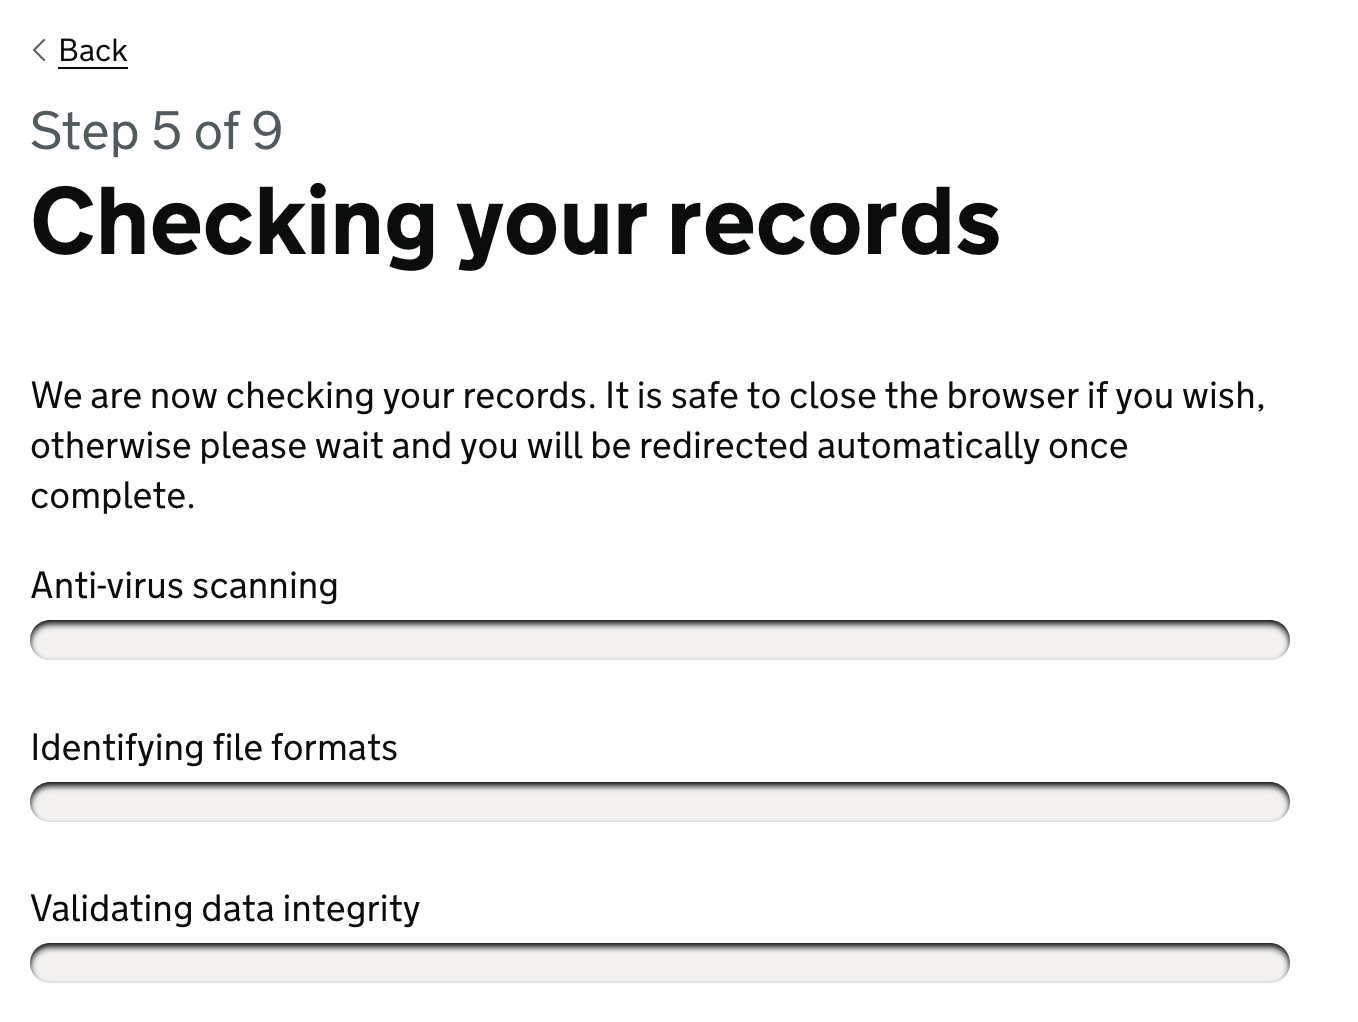 Back
Step 5 of 9
Checking your records
We are now checking your records. It is safe to close the browser if you wish,
otherwise please wait and you will be redirected automatically once
complete.
Anti-virus scanning
Identifying file formats
Validating data integrity